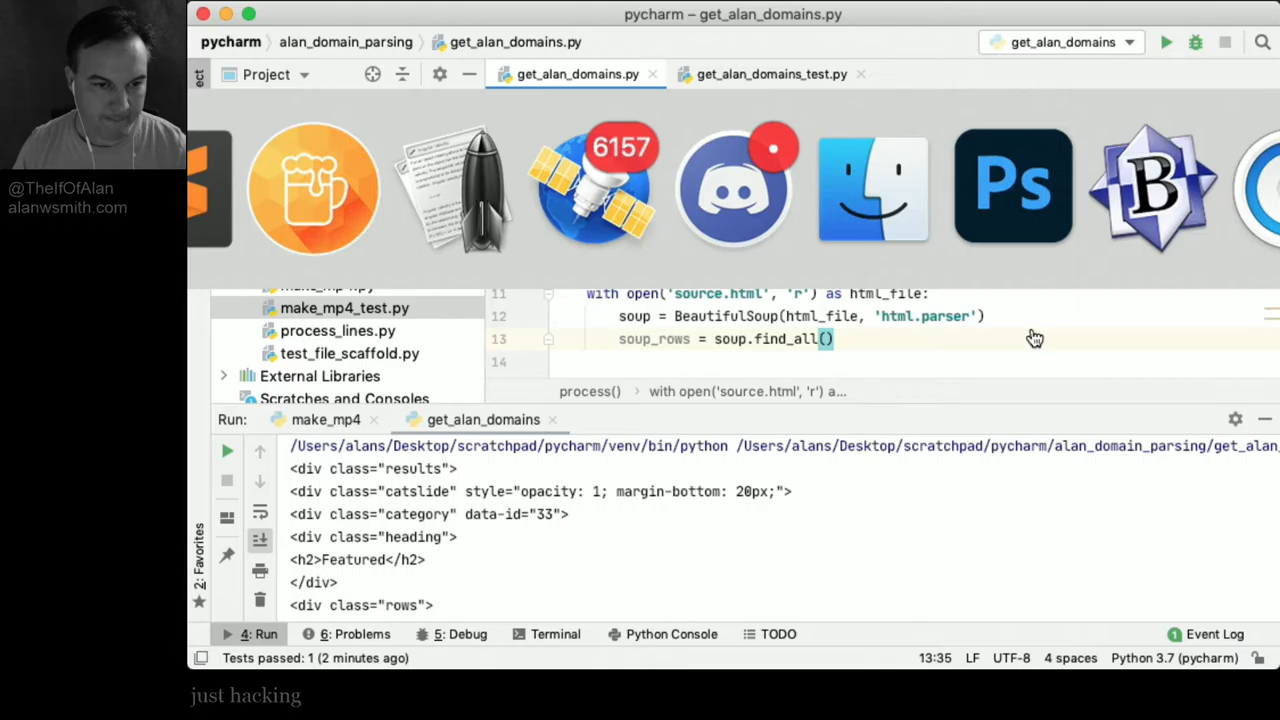 pycharm – get_alan_domains.py
pycharm
alan_domain_parsing
get_alan_domains.py
get_alan_domains
ect
Project
get_alan_domains.py
get_alan_domains_test.py
6157
Ps
B
@TheIfOfAlan
alanwsmith.com
make_mp4_test.py
process_lines.py
test_file_scaffold.py
External Libraries
Scratches and Consoles
11 with open('source.html', 'r') as html_file:
12 soup = BeautifulSoup(html_file, 'html.parser')
13 soup_rows = soup.find_all()
14
process() › with open('source.html', 'r') a...
Run: make_mp4 get_alan_domains
/Users/alans/Desktop/scratchpad/pycharm/venv/bin/python /Users/alans/Desktop/scratchpad/pycharm/alan_domain_parsing/get_alan_
<div class="results">
<div class="catslide" style="opacity: 1; margin-bottom: 20px;">
<div class="category" data-id="33">
<div class="heading">
<h2>Featured</h2>
</div>
<div class="rows">
2: Favorites
4: Run
6: Problems
5: Debug
Terminal
Python Console
TODO
1 Event Log
Tests passed: 1 (2 minutes ago)
13:35 LF UTF-8 4 spaces Python 3.7 (pycharm)
just hacking